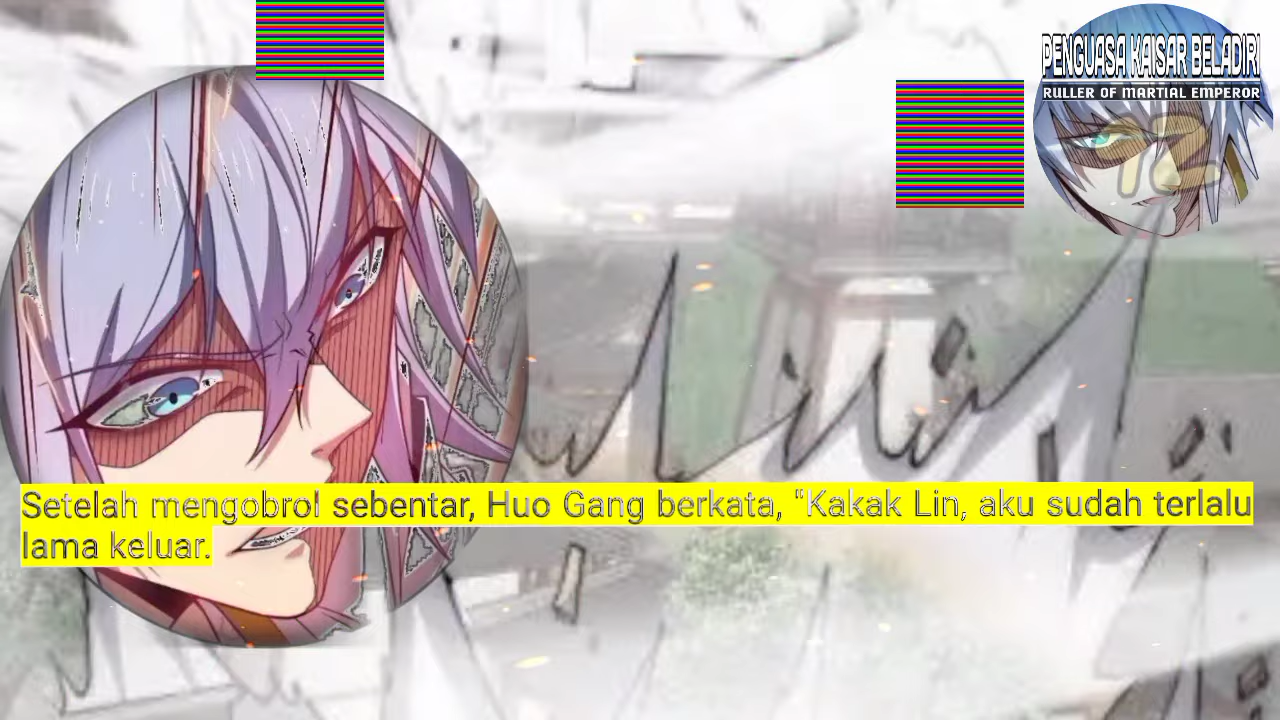 PENGUASA KAISAR BELADIRI
RULLER OF MARTIAL EMPEROR
Setelah mengobrol sebentar, Huo Gang berkata, "Kakak Lin, aku sudah terlalu
lama keluar.